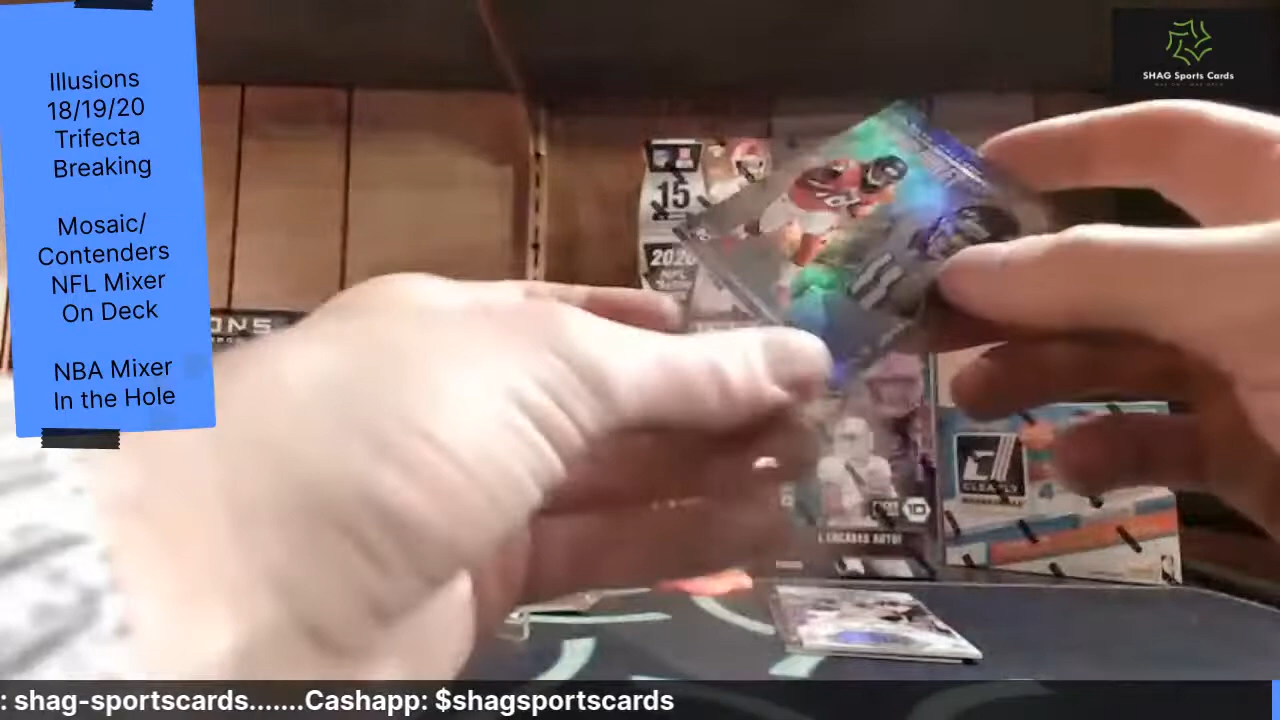 Illusions
18/19/20
Trifecta
Breaking
Mosaic/
Contenders
NFL Mixer
On Deck
NBA Mixer
In the Hole
SHAG Sports Cards
15
2020
NFL
10
: shag-sportscards.......Cashapp: $shagsportscards